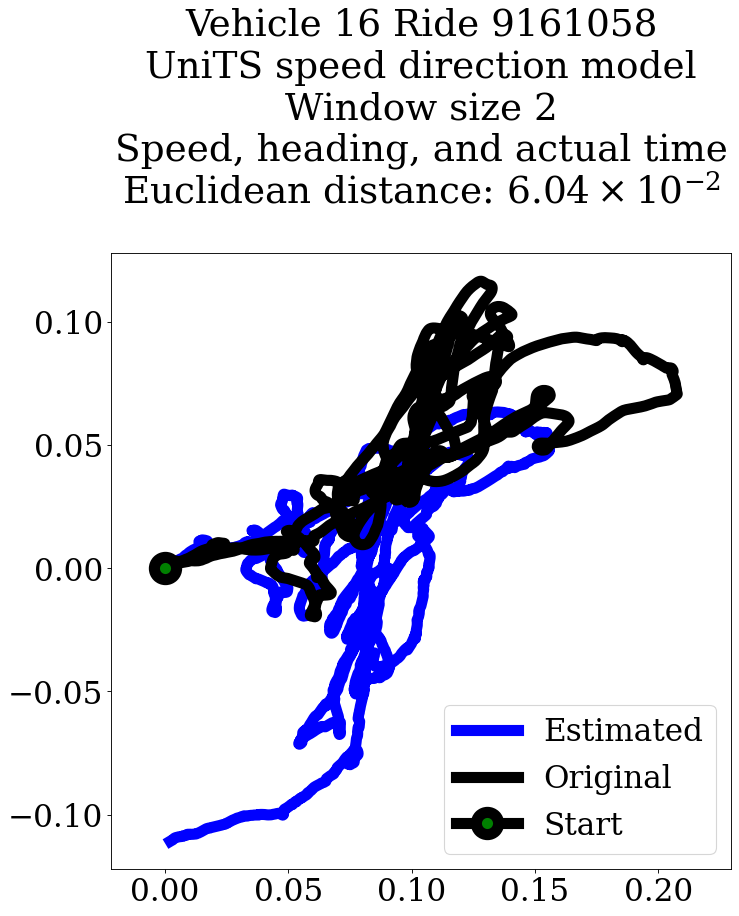 Vehicle 16 Ride 9161058
UniTS speed direction model
Window size 2
Speed, heading, and actual time
Euclidean distance: 6.04 × 10⁻²
0.10
0.05
0.00
−0.05
−0.10
Estimated
Original
Start
0.00 0.05 0.10 0.15 0.20